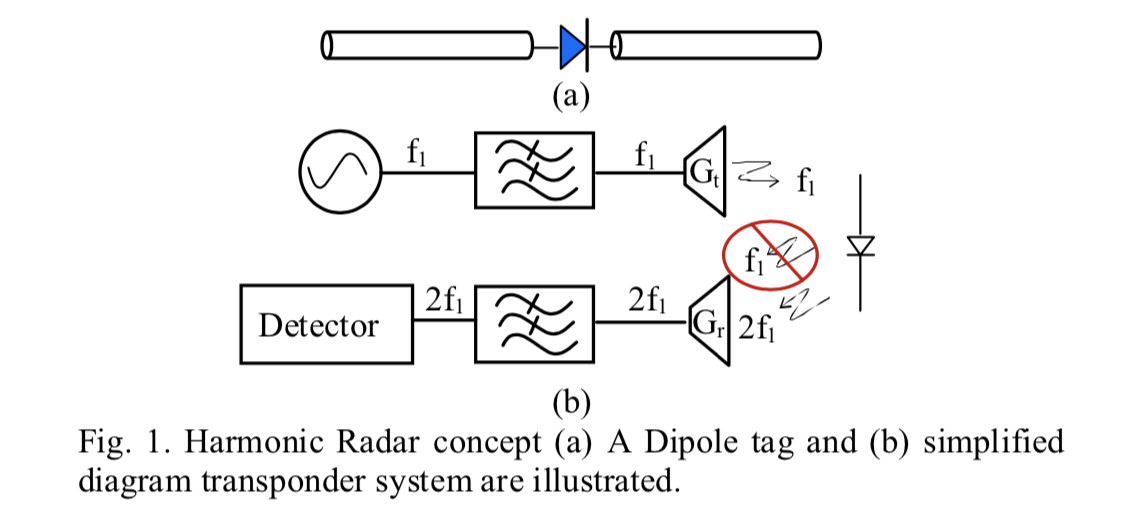 (a)
f₁
f₁
Gₜ
f₁
f₁
Detector
2f₁
2f₁
Gᵣ
2f₁
(b)
Fig. 1. Harmonic Radar concept (a) A Dipole tag and (b) simplified
diagram transponder system are illustrated.